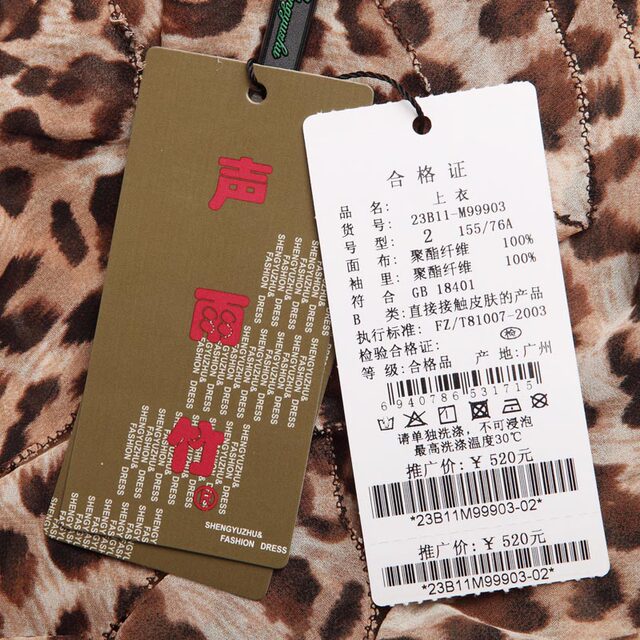 声
雨
竹
®
SHENGYUZHU&
FASHION DRESS
合格证
品名: 上衣
货号: 23B11-M99903
号型: 2 155/76A
面布: 聚酯纤维 100%
袖里: 聚酯纤维 100%
符合 GB 18401
B 类: 直接接触皮肤的产品
执行标准: FZ/T81007-2003
检验合格证: 检
等级: 合格品 产地: 广州
6940786531715
请单独洗涤, 不可浸泡
最高洗涤温度30℃
推广价: ¥ 520元
*23B11M99903-02*
推广价: ¥ 520元
*23B11M99903-02*